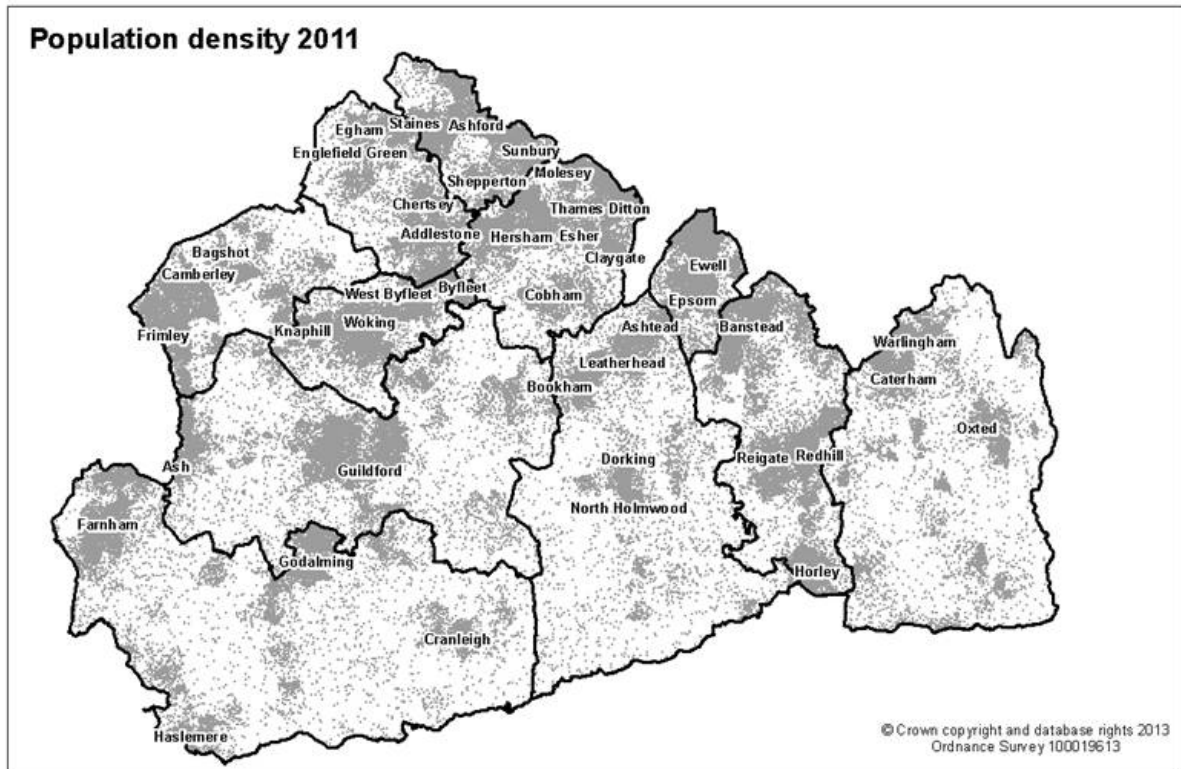 Population density 2011
Egham
Staines
Ashford
Englefield Green
Sunbury
Molesey
Shepperton
Chertsey
Thames Ditton
Addlestone
Hersham
Esher
Claygate
Bagshot
Ewell
Camberley
West Byfleet
Byfleet
Cobham
Epsom
Frimley
Knaphill
Woking
Ashtead
Banstead
Warlingham
Leatherhead
Bookham
Caterham
Oxted
Ash
Guildford
Dorking
Reigate
Redhill
North Holmwood
Farnham
Godalming
Horley
Cranleigh
Haslemere
© Crown copyright and database rights 2013
Ordnance Survey 100019613